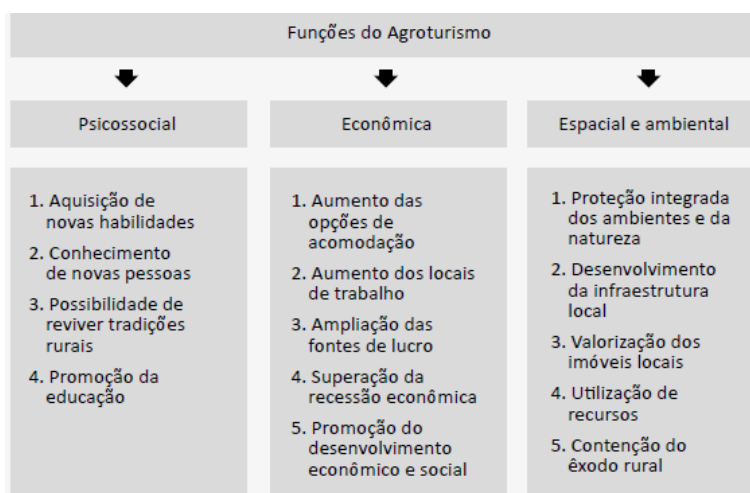 Funções do Agroturismo
Psicossocial
1. Aquisição de
novas habilidades
2. Conhecimento
de novas pessoas
3. Possibilidade de
reviver tradições
rurais
4. Promoção da
educação
Econômica
1. Aumento das
opções de
acomodação
2. Aumento dos locais
de trabalho
3. Ampliação das
fontes de lucro
4. Superação da
recessão econômica
5. Promoção do
desenvolvimento
econômico e social
Espacial e ambiental
1. Proteção integrada
dos ambientes e da
natureza
2. Desenvolvimento
da infraestrutura
local
3. Valorização dos
imóveis locais
4. Utilização de
recursos
5. Contenção do
êxodo rural